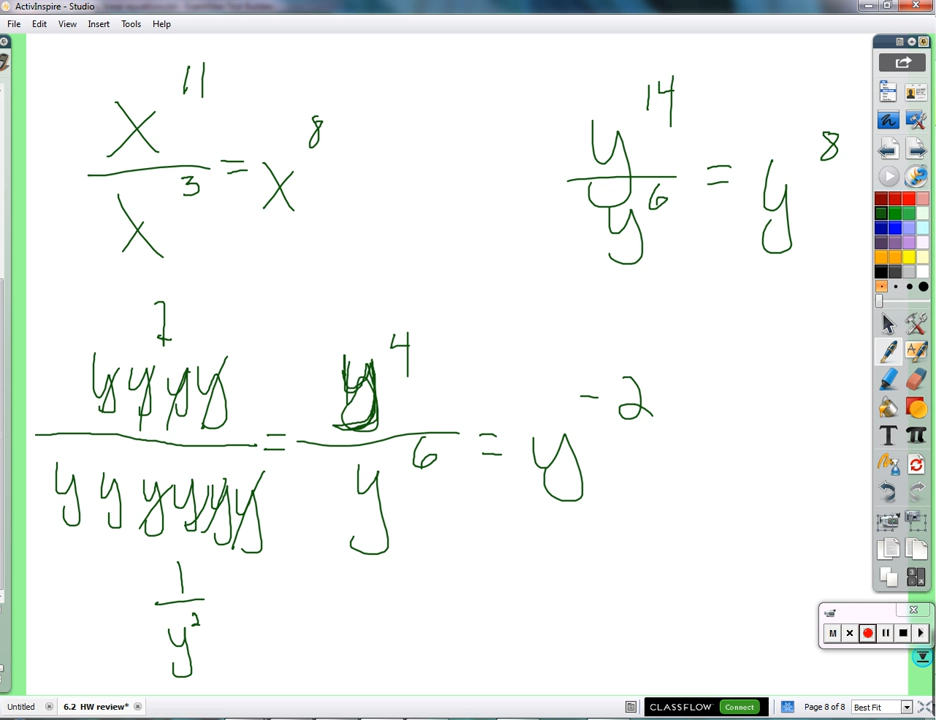 ActivInspire - Studio
File Edit View Insert Tools Help
x^11 / x^3 = x^8
y^14 / y^6 = y^8
1
yyyy / yyyyyy = y^4 / y^6 = y^-2
1 / y^2
M
Untitled 6.2 HW review* CLASSFLOW Connect Page 8 of 8 Best Fit